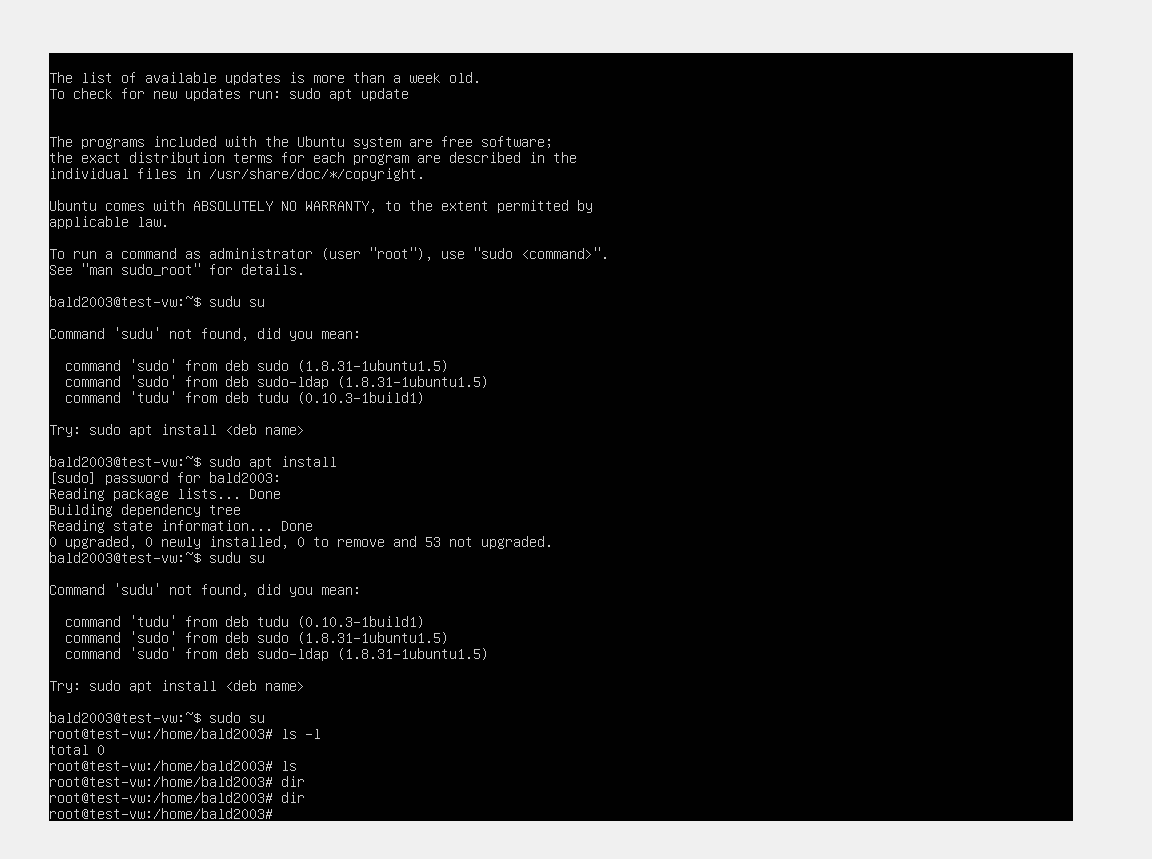 The list of available updates is more than a week old.
To check for new updates run: sudo apt update
The programs included with the Ubuntu system are free software;
the exact distribution terms for each program are described in the
individual files in /usr/share/doc/*/copyright.
Ubuntu comes with ABSOLUTELY NO WARRANTY, to the extent permitted by
applicable law.
To run a command as administrator (user "root"), use "sudo <command>".
See "man sudo_root" for details.
bald2003@test-vw:~$ sudu su
Command 'sudu' not found, did you mean:
  command 'sudo' from deb sudo (1.8.31-1ubuntu1.5)
  command 'sudo' from deb sudo-ldap (1.8.31-1ubuntu1.5)
  command 'tudu' from deb tudu (0.10.3-1build1)
Try: sudo apt install <deb name>
bald2003@test-vw:~$ sudo apt install
[sudo] password for bald2003:
Reading package lists... Done
Building dependency tree
Reading state information... Done
0 upgraded, 0 newly installed, 0 to remove and 53 not upgraded.
bald2003@test-vw:~$ sudu su
Command 'sudu' not found, did you mean:
  command 'tudu' from deb tudu (0.10.3-1build1)
  command 'sudo' from deb sudo (1.8.31-1ubuntu1.5)
  command 'sudo' from deb sudo-ldap (1.8.31-1ubuntu1.5)
Try: sudo apt install <deb name>
bald2003@test-vw:~$ sudo su
root@test-vw:/home/bald2003# ls -l
total 0
root@test-vw:/home/bald2003# ls
root@test-vw:/home/bald2003# dir
root@test-vw:/home/bald2003# dir
root@test-vw:/home/bald2003#